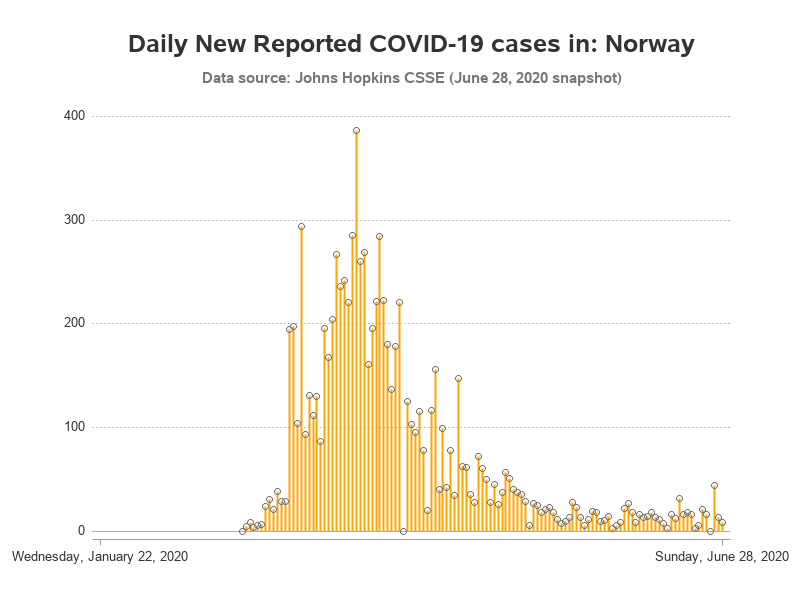 Daily New Reported COVID-19 cases in: Norway
Data source: Johns Hopkins CSSE (June 28, 2020 snapshot)
400
300
200
100
0
Wednesday, January 22, 2020
Sunday, June 28, 2020